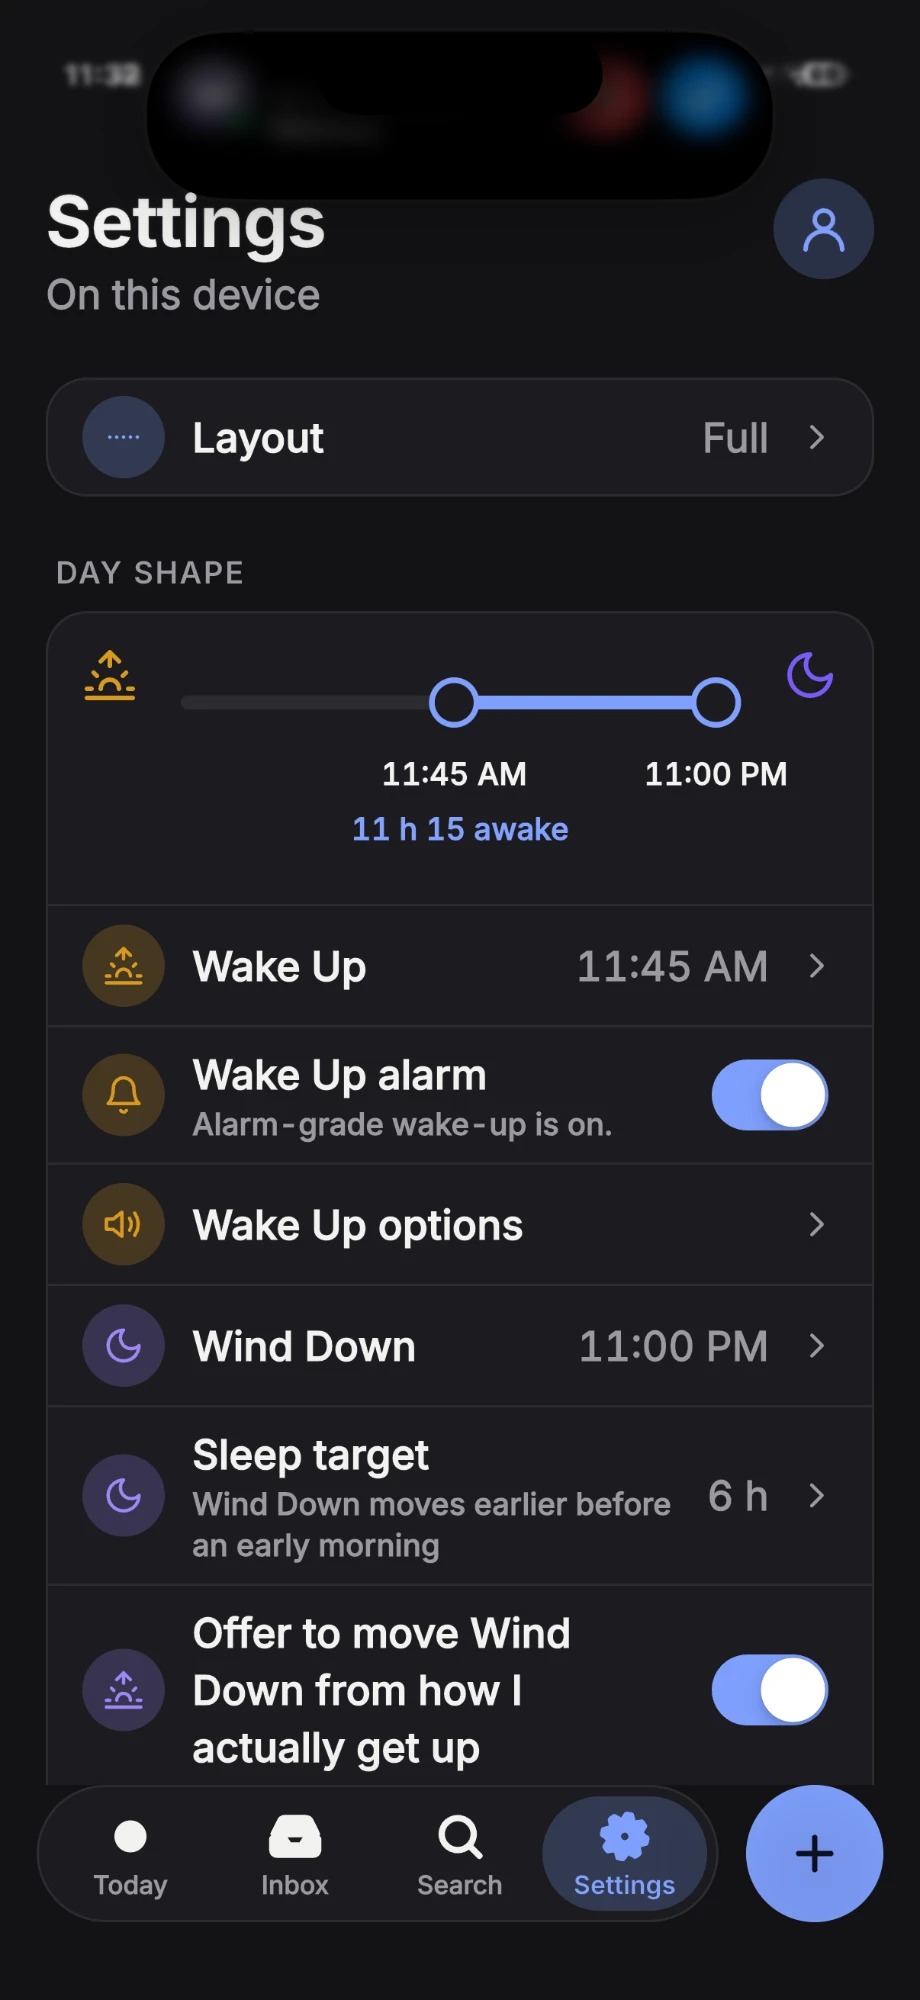 11:32
Settings
On this device
Layout
Full
DAY SHAPE
11:45 AM
11:00 PM
11 h 15 awake
Wake Up
11:45 AM
Wake Up alarm
Alarm-grade wake-up is on.
Wake Up options
Wind Down
11:00 PM
Sleep target
Wind Down moves earlier before
an early morning
6 h
Offer to move Wind
Down from how I
actually get up
Today
Inbox
Search
Settings